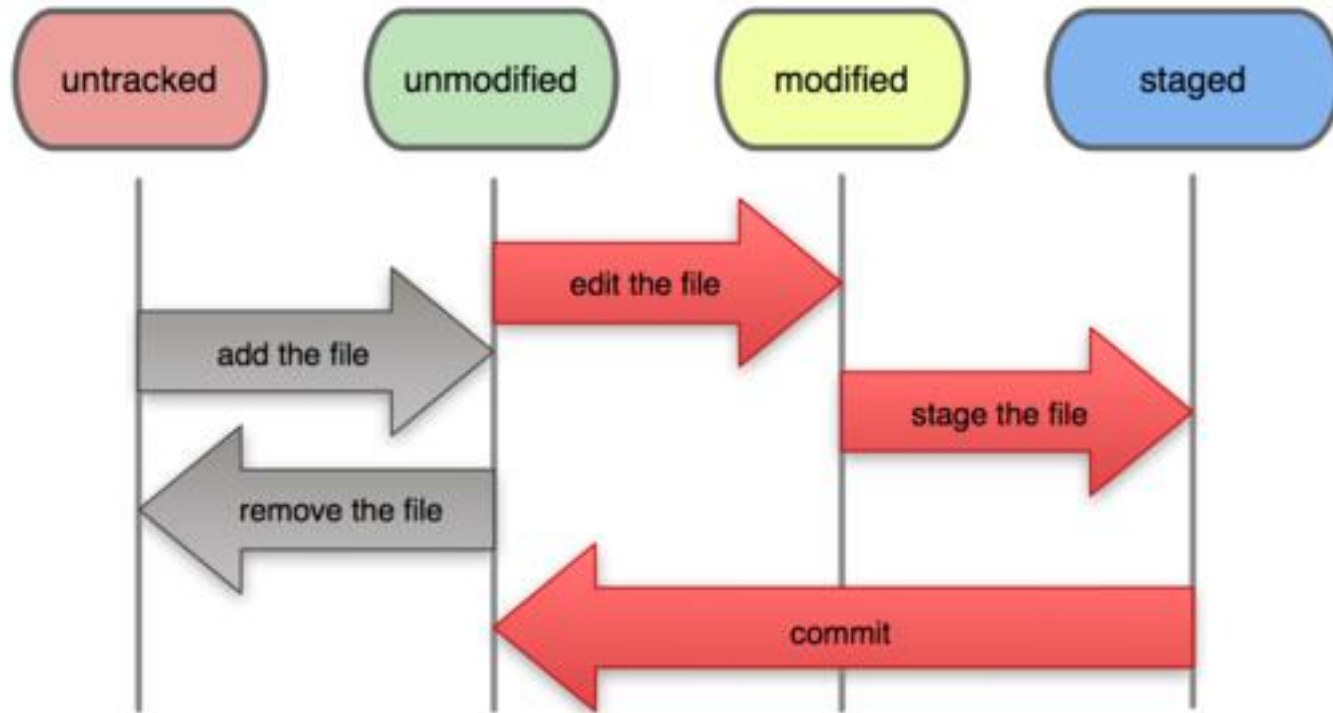 untracked
unmodified
modified
staged
edit the file
add the file
stage the file
remove the file
commit